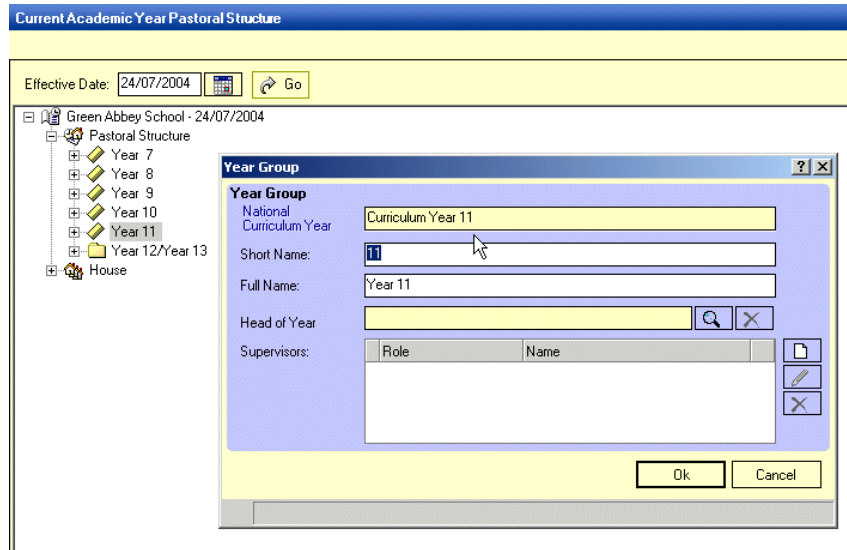 Current Academic Year Pastoral Structure
Effective Date: 24/07/2004 Go
Green Abbey School - 24/07/2004
Pastoral Structure
Year 7
Year 8
Year 9
Year 10
Year 11
Year 12/Year 13
House
Year Group
Year Group
National
Curriculum Year
Curriculum Year 11
Short Name: 11
Full Name: Year 11
Head of Year
Supervisors: Role Name
Ok Cancel